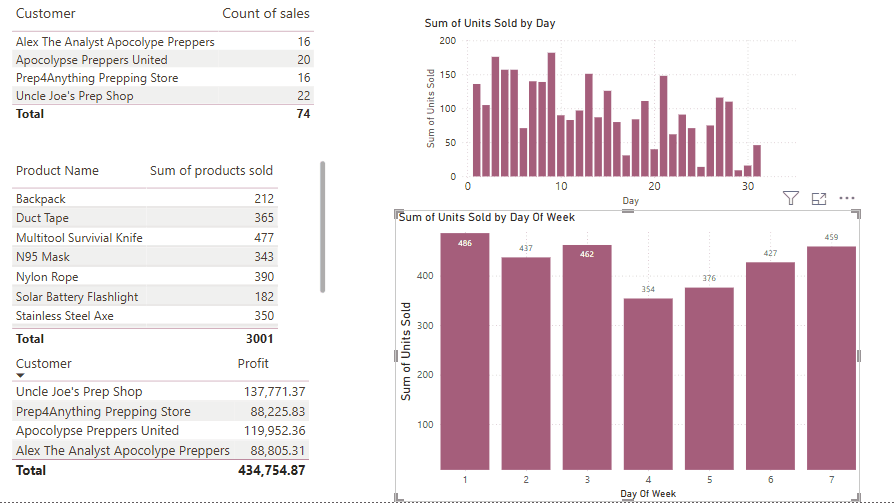 Customer Count of sales
Alex The Analyst Apocolype Preppers 16
Apocolypse Preppers United 20
Prep4Anything Prepping Store 16
Uncle Joe's Prep Shop 22
Total 74
Product Name Sum of products sold
Backpack 212
Duct Tape 365
Multitool Survivial Knife 477
N95 Mask 343
Nylon Rope 390
Solar Battery Flashlight 182
Stainless Steel Axe 350
Total 3001
Customer Profit
Uncle Joe's Prep Shop 137,771.37
Prep4Anything Prepping Store 88,225.83
Apocolypse Preppers United 119,952.36
Alex The Analyst Apocolype Preppers 88,805.31
Total 434,754.87
Sum of Units Sold by Day
Sum of Units Sold
200
150
100
50
0
0 10 20 30
Day
Sum of Units Sold by Day Of Week
Sum of Units Sold
400
300
200
100
486 437 462 354 376 427 459
1 2 3 4 5 6 7
Day Of Week